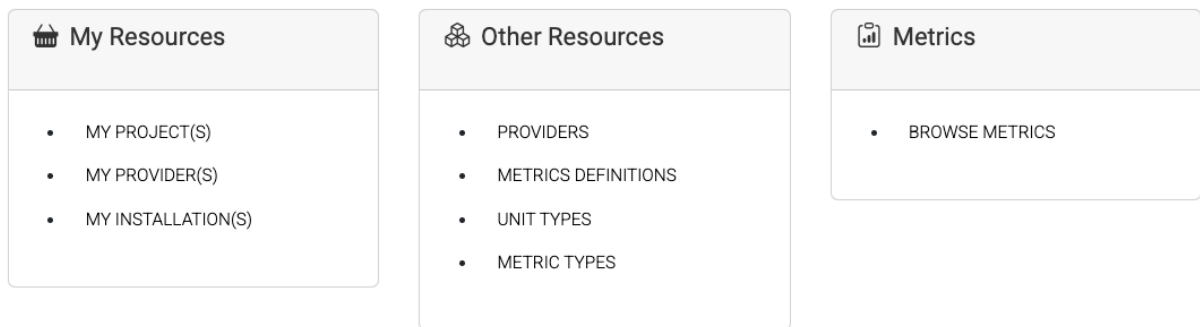 My Resources
MY PROJECT(S)
MY PROVIDER(S)
MY INSTALLATION(S)
Other Resources
PROVIDERS
METRICS DEFINITIONS
UNIT TYPES
METRIC TYPES
Metrics
BROWSE METRICS